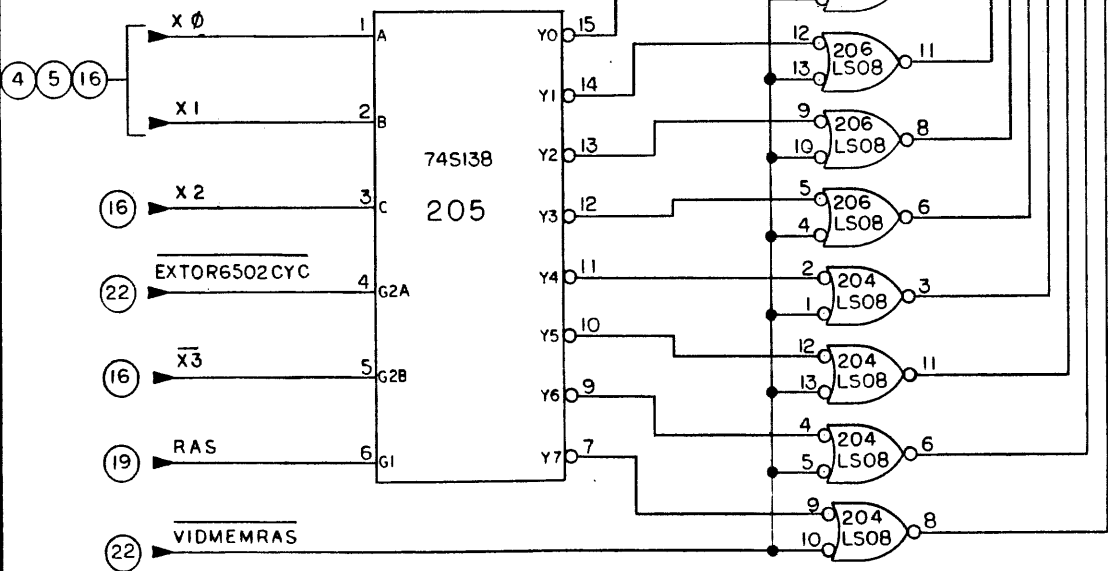 X Ø
1
A
4 5 16
X 1
2
B
X 2
16
3
C
EXTOR6502CYC
22
4
G2A
X3
16
5
G2B
RAS
19
6
G1
VIDMEMRAS
22
74S138
205
Y0 15
Y1 14
Y2 13
Y3 12
Y4 11
Y5 10
Y6 9
Y7 7
12
13
206
LS08
11
9
10
206
LS08
8
5
4
206
LS08
6
2
1
204
LS08
3
12
13
204
LS08
11
4
5
204
LS08
6
9
10
204
LS08
8